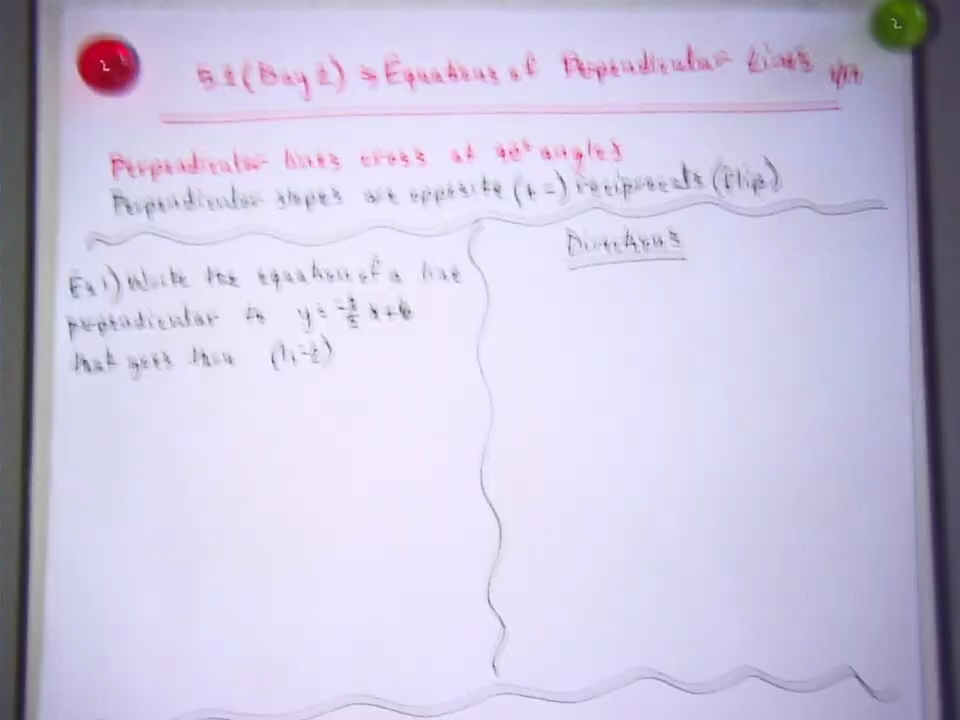 2
2
(Day 2) Equations of Perpendicular Lines
Perpendicular lines cross at 90° angles
Perpendicular slopes are opposite (+ -) reciprocals (flip)
Ex 1) Write the equation of a line
perpendicular to y =
that goes thru
Directions